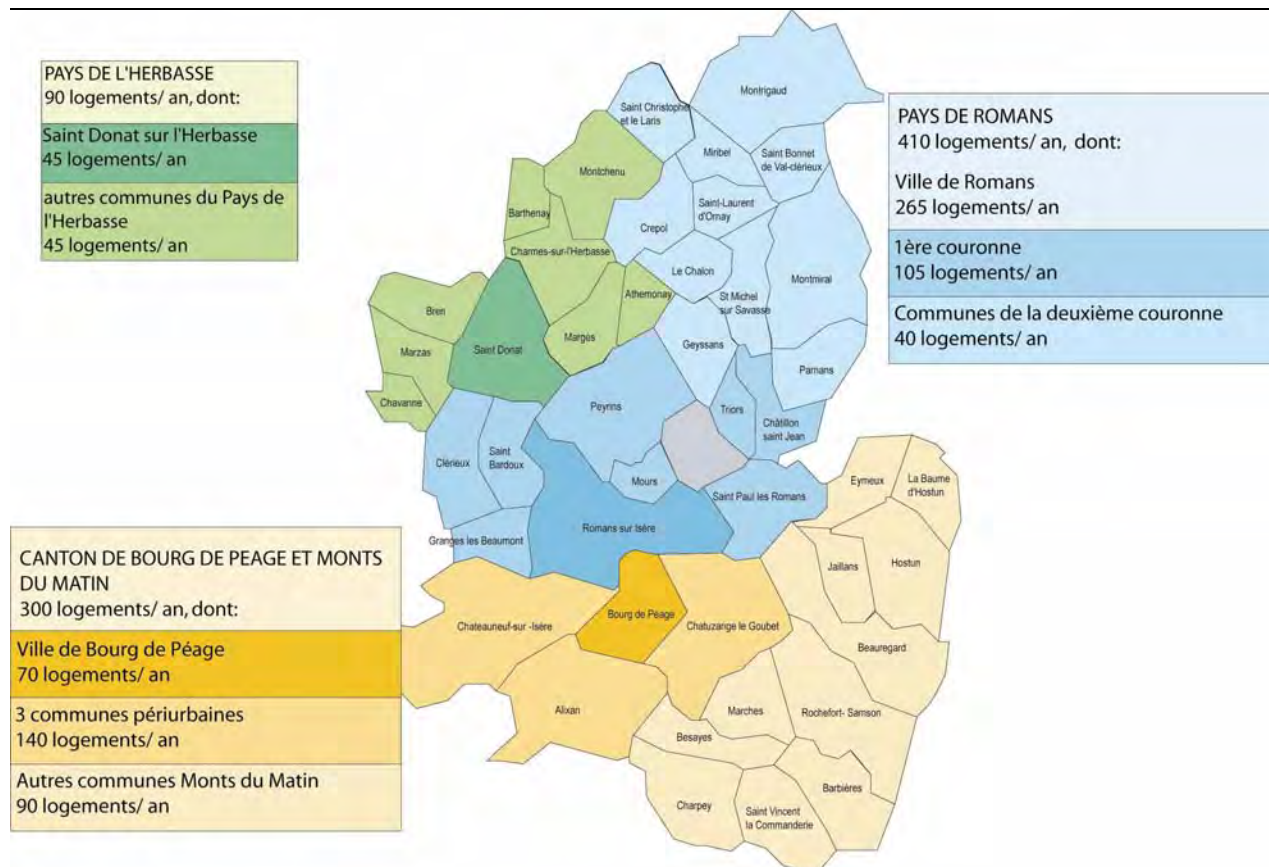 PAYS DE L'HERBASSE
90 logements/ an, dont:
Saint Donat sur l'Herbasse
45 logements/ an
autres communes du Pays de
l'Herbasse
45 logements/ an
PAYS DE ROMANS
410 logements/ an, dont:
Ville de Romans
265 logements/ an
1ère couronne
105 logements/ an
Communes de la deuxième couronne
40 logements/ an
CANTON DE BOURG DE PEAGE ET MONTS
DU MATIN
300 logements/ an, dont:
Ville de Bourg de Péage
70 logements/ an
3 communes périurbaines
140 logements/ an
Autres communes Monts du Matin
90 logements/ an
Montrigaud
Saint Christophe
et le Laris
Miribel
Saint Bonnet
de Val-clérieux
Montchenu
Saint-Laurent
d'Ornay
Barthenay
Crepol
Charmes-sur-l'Herbasse
Le Chalon
Montmiral
Athemonay
St Michel
sur Savasse
Bren
Margès
Saint Donat
Geyssans
Marzas
Parnans
Chavanne
Peyrins
Triors
Châtillon
saint Jean
Clérieux
Saint
Bardoux
Mours
Eymeux
La Baume
d'Hostun
Saint Paul les Romans
Romans sur Isère
Granges les Beaumont
Jaillans
Hostun
Bourg de Péage
Chateauneuf-sur -Isère
Chatuzange le Goubet
Beauregard
Alixan
Marches
Rochefort- Samson
Besayes
Barbières
Charpey
Saint Vincent
la Commanderie